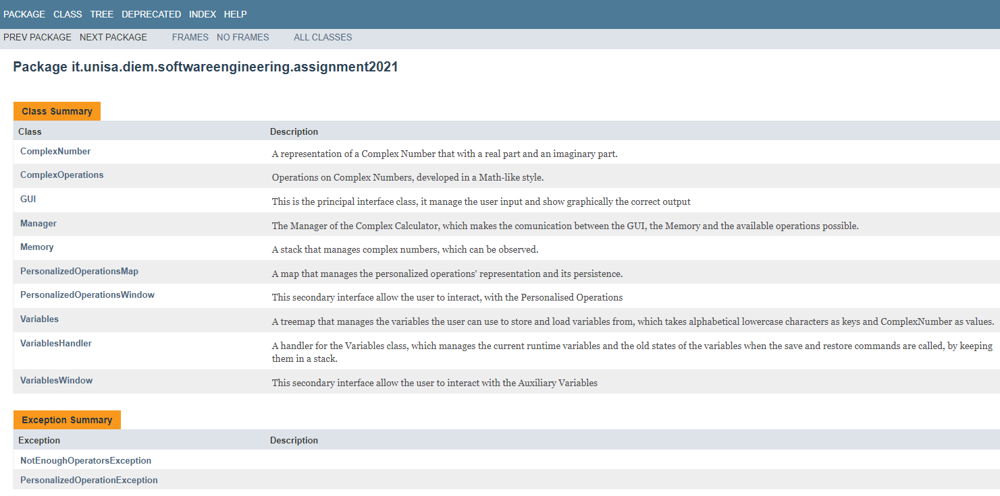 PACKAGE CLASS TREE DEPRECATED INDEX HELP
PREV PACKAGE NEXT PACKAGE FRAMES NO FRAMES ALL CLASSES
Package it.unisa.diem.softwareengineering.assignment2021
Class Summary
Class Description
ComplexNumber A representation of a Complex Number that with a real part and an imaginary part.
ComplexOperations Operations on Complex Numbers, developed in a Math-like style.
GUI This is the principal interface class, it manage the user input and show graphically the correct output
Manager The Manager of the Complex Calculator, which makes the comunication between the GUI, the Memory and the available operations possible.
Memory A stack that manages complex numbers, which can be observed.
PersonalizedOperationsMap A map that manages the personalized operations' representation and its persistence.
PersonalizedOperationsWindow This secondary interface allow the user to interact, with the Personalised Operations
Variables A treemap that manages the variables the user can use to store and load variables from, which takes alphabetical lowercase characters as keys and ComplexNumber as values.
VariablesHandler A handler for the Variables class, which manages the current runtime variables and the old states of the variables when the save and restore commands are called, by keeping
them in a stack.
VariablesWindow This secondary interface allow the user to interact with the Auxiliary Variables
Exception Summary
Exception Description
NotEnoughOperatorsException
PersonalizedOperationException